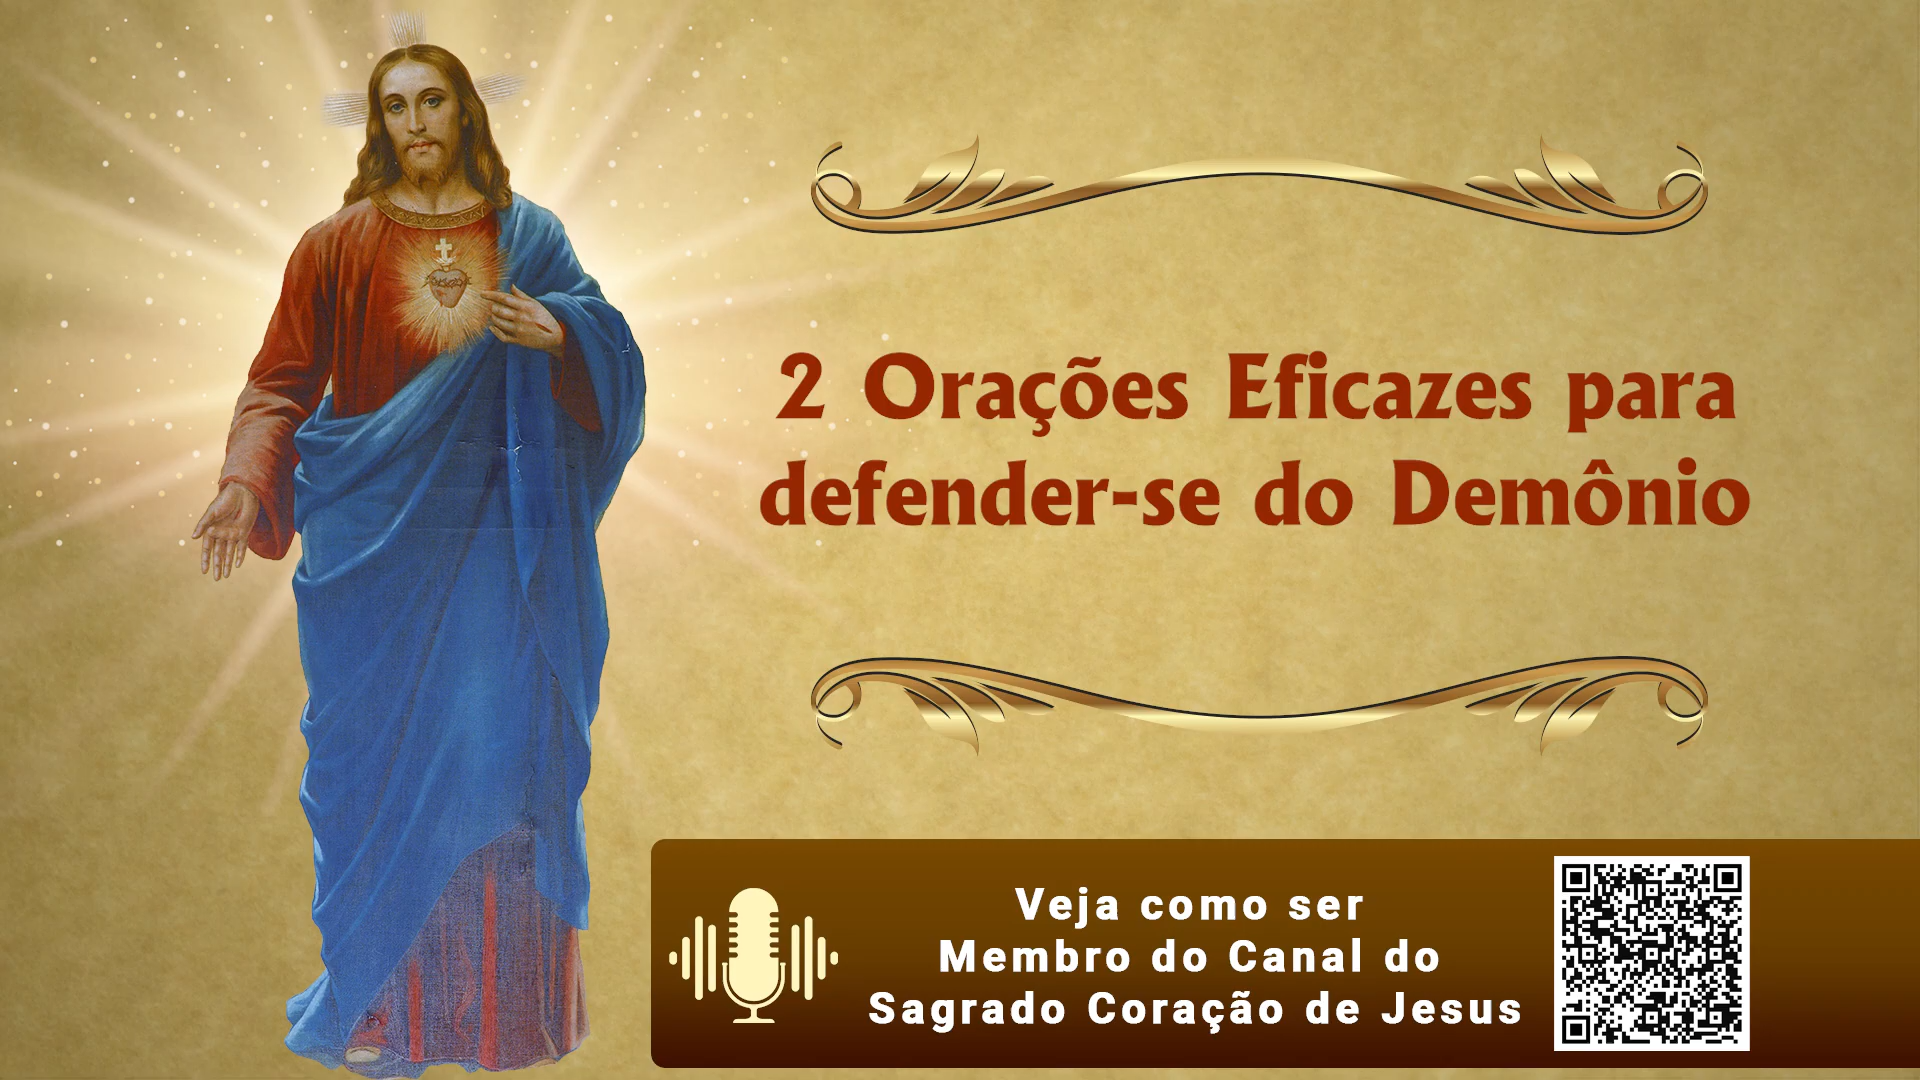 2 Orações Eficazes para
defender-se do Demônio
Veja como ser
Membro do Canal do
Sagrado Coração de Jesus